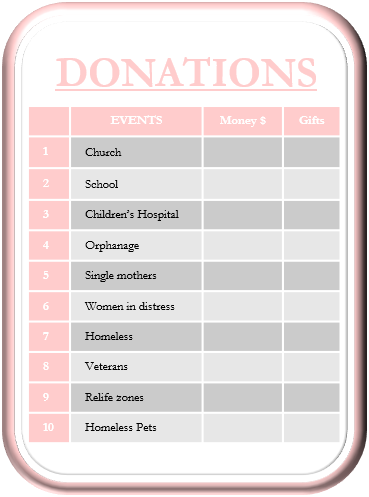 DONATIONS
EVENTS Money $ Gifts
1 Church
2 School
3 Children's Hospital
4 Orphanage
5 Single mothers
6 Women in distress
7 Homeless
8 Veterans
9 Relife zones
10 Homeless Pets